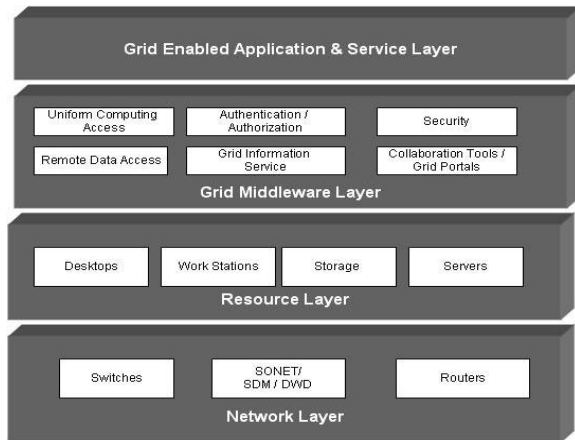 Grid Enabled Application & Service Layer
Uniform Computing
Access
Authentication /
Authorization
Security
Remote Data Access
Grid Information
Service
Collaboration Tools /
Grid Portals
Grid Middleware Layer
Desktops
Work Stations
Storage
Servers
Resource Layer
Switches
SONET/
SDM / DWD
Routers
Network Layer